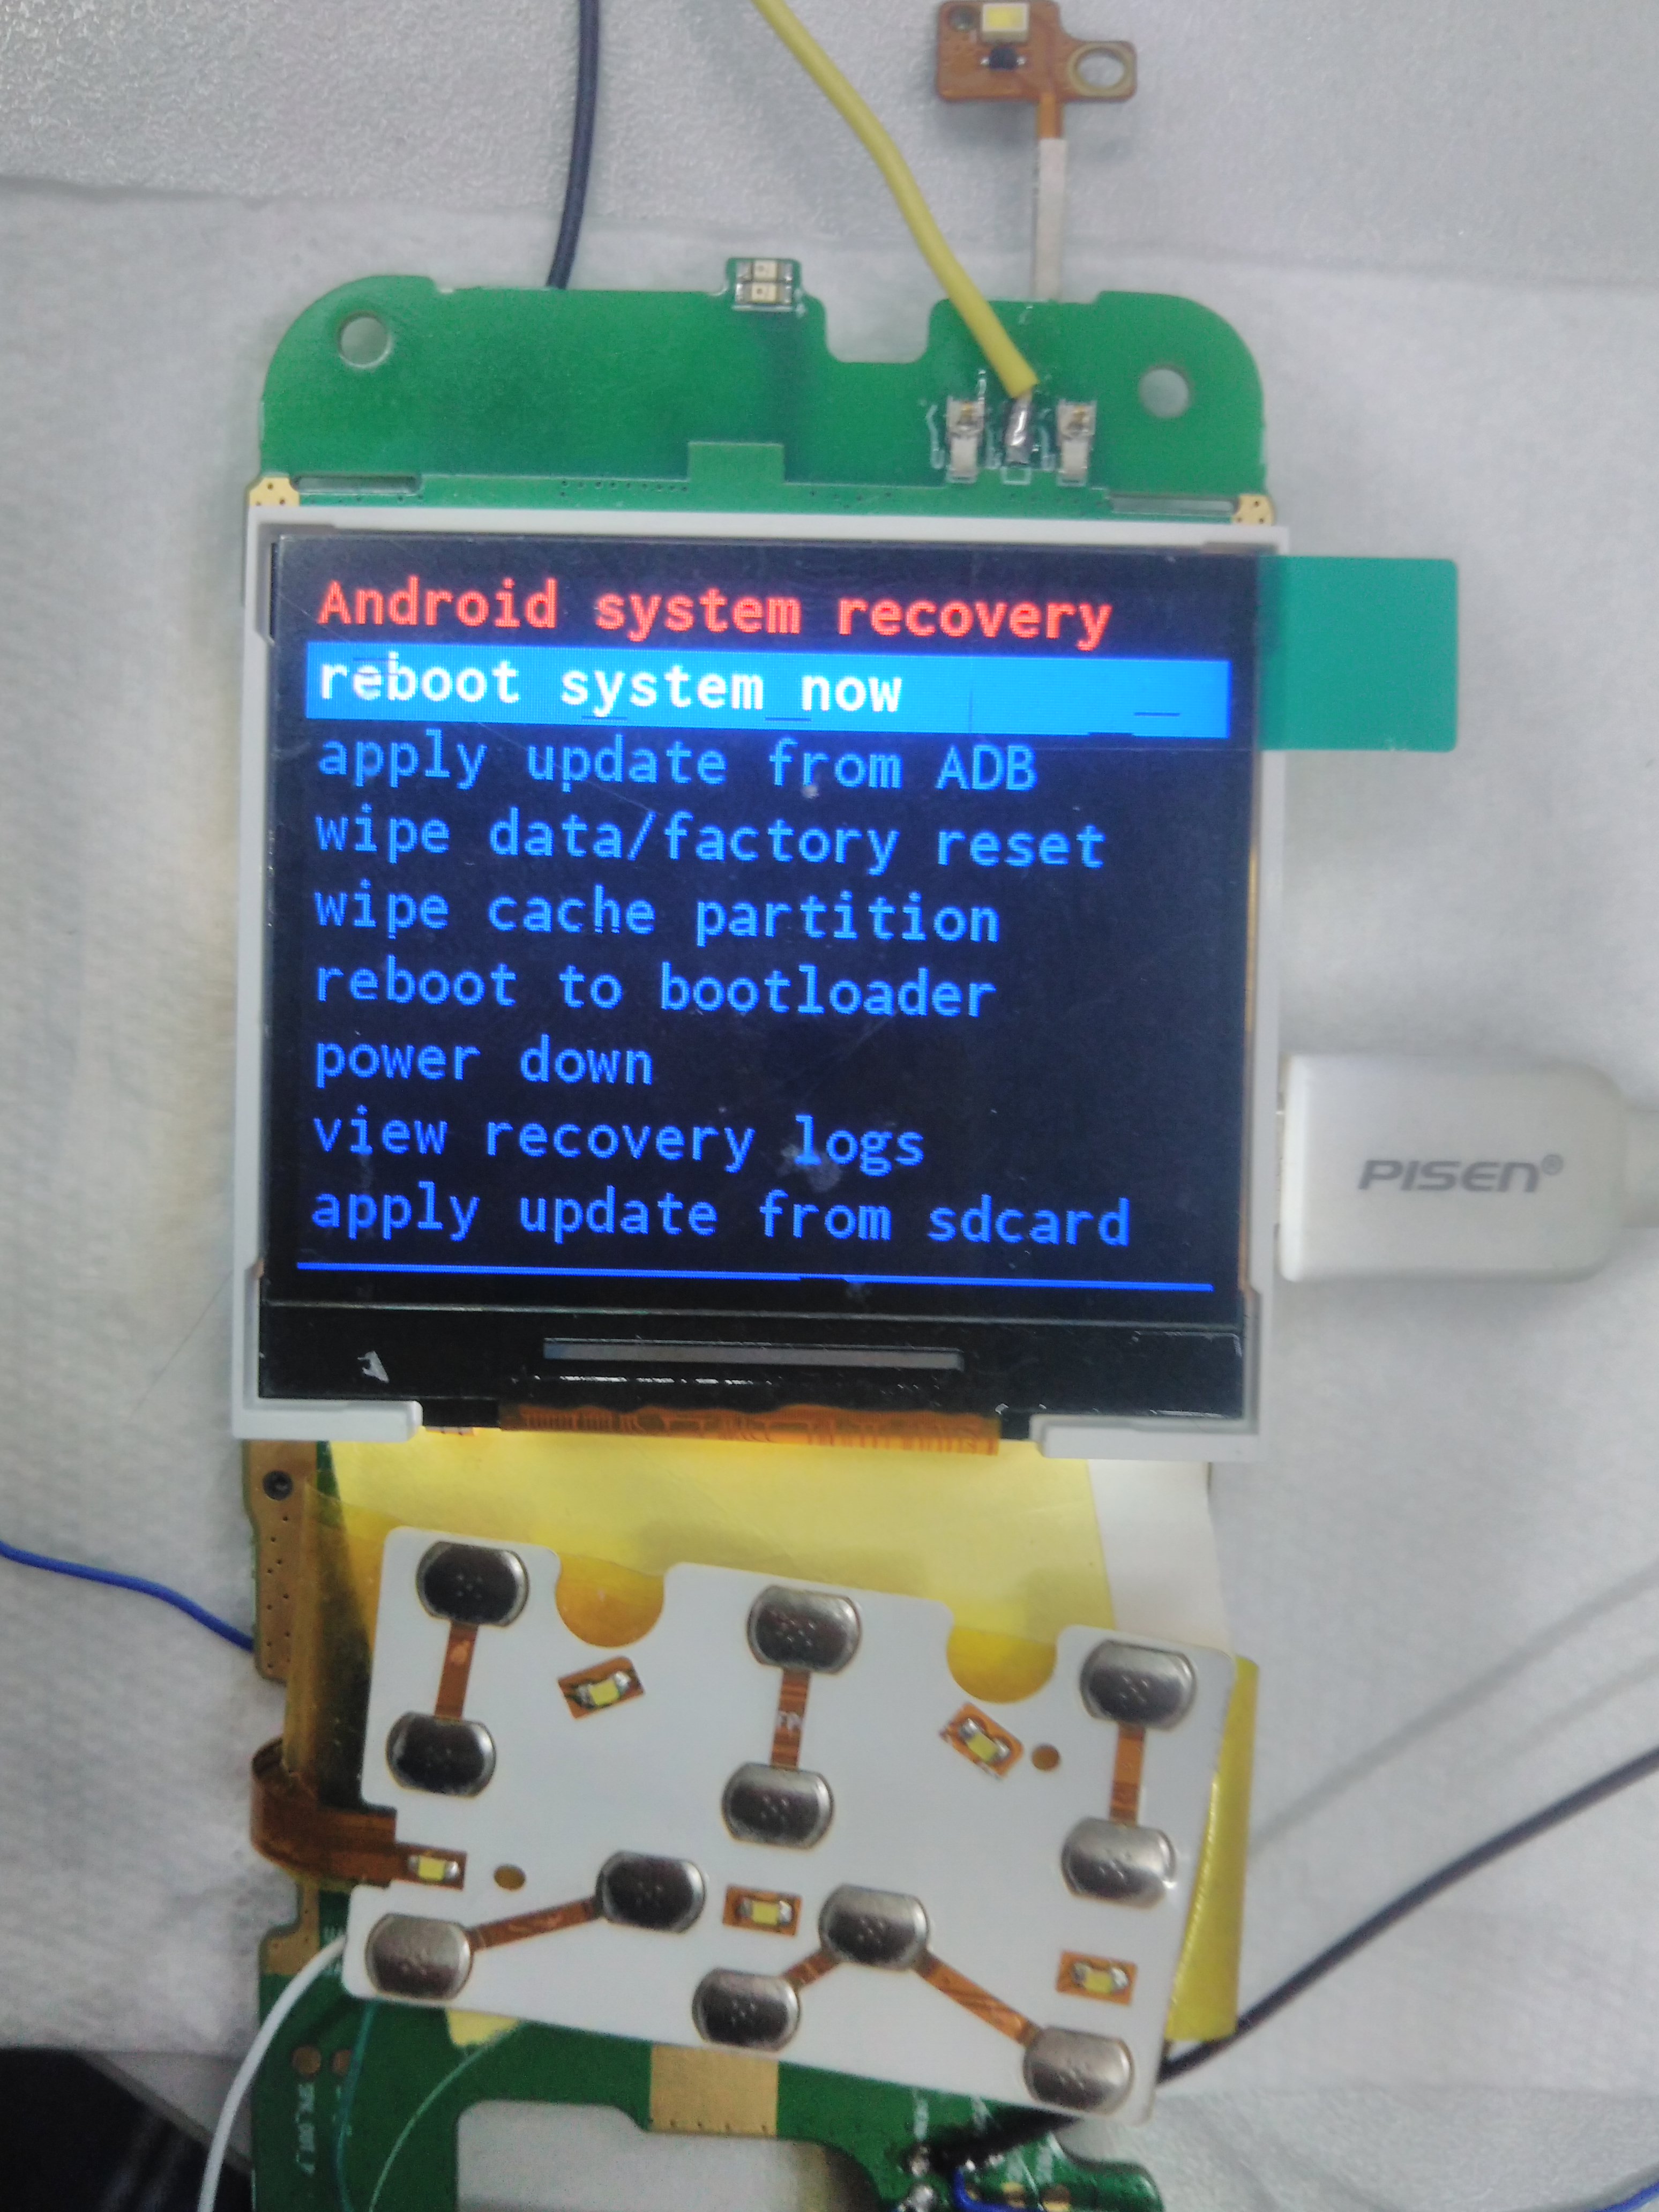 Android system recovery
reboot system now
apply update from ADB
wipe data/factory reset
wipe cache partition
reboot to bootloader
power down
view recovery logs
apply update from sdcard
PISEN®